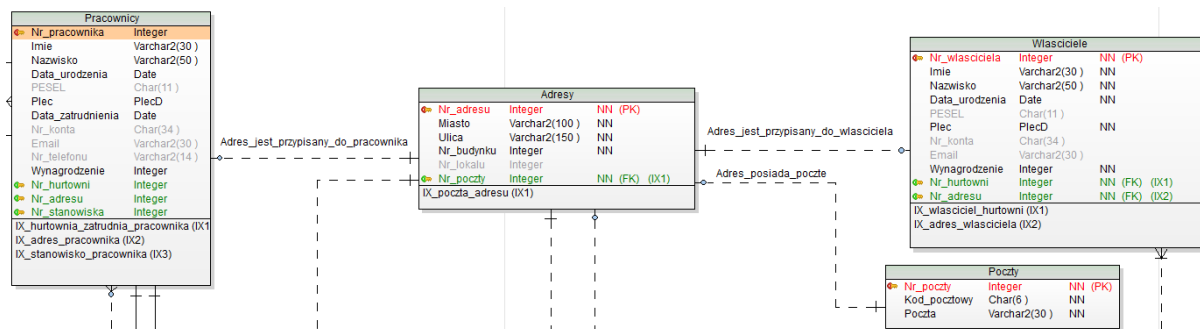 Pracownicy
Nr_pracownika Integer
Imie Varchar2(30 )
Nazwisko Varchar2(50 )
Data_urodzenia Date
PESEL Char(11 )
Plec PlecD
Data_zatrudnienia Date
Nr_konta Char(34 )
Email Varchar2(30 )
Nr_telefonu Varchar2(14 )
Wynagrodzenie Integer
Nr_hurtowni Integer
Nr_adresu Integer
Nr_stanowiska Integer
IX_hurtownia_zatrudnia_pracownika (IX1
IX_adres_pracownika (IX2)
IX_stanowisko_pracownika (IX3)
Adres_jest_przypisany_do_pracownika
Adresy
Nr_adresu Integer NN (PK)
Miasto Varchar2(100 ) NN
Ulica Varchar2(150 ) NN
Nr_budynku Integer NN
Nr_lokalu Integer
Nr_poczty Integer NN (FK) (IX1)
IX_poczta_adresu (IX1)
Adres_jest_przypisany_do_wlasciciela
Adres_posiada_poczte
Wlasciciele
Nr_wlasciciela Integer NN (PK)
Imie Varchar2(30 ) NN
Nazwisko Varchar2(50 ) NN
Data_urodzenia Date NN
PESEL Char(11 )
Plec PlecD NN
Nr_konta Char(34 )
Email Varchar2(30 )
Wynagrodzenie Integer NN
Nr_hurtowni Integer NN (FK) (IX1)
Nr_adresu Integer NN (FK) (IX2)
IX_wlasciciel_hurtowni (IX1)
IX_adres_wlasciciela (IX2)
Poczty
Nr_poczty Integer NN (PK)
Kod_pocztowy Char(6 ) NN
Poczta Varchar2(30 ) NN